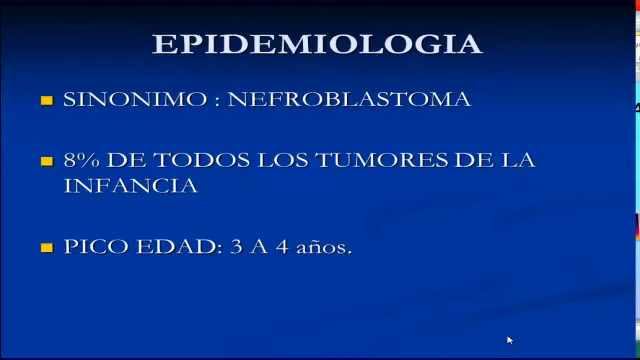 EPIDEMIOLOGIA
SINONIMO : NEFROBLASTOMA
8% DE TODOS LOS TUMORES DE LA
INFANCIA
PICO EDAD: 3 A 4 años.